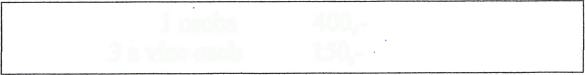 1 osoba 400,-
3 a více osob 150,-